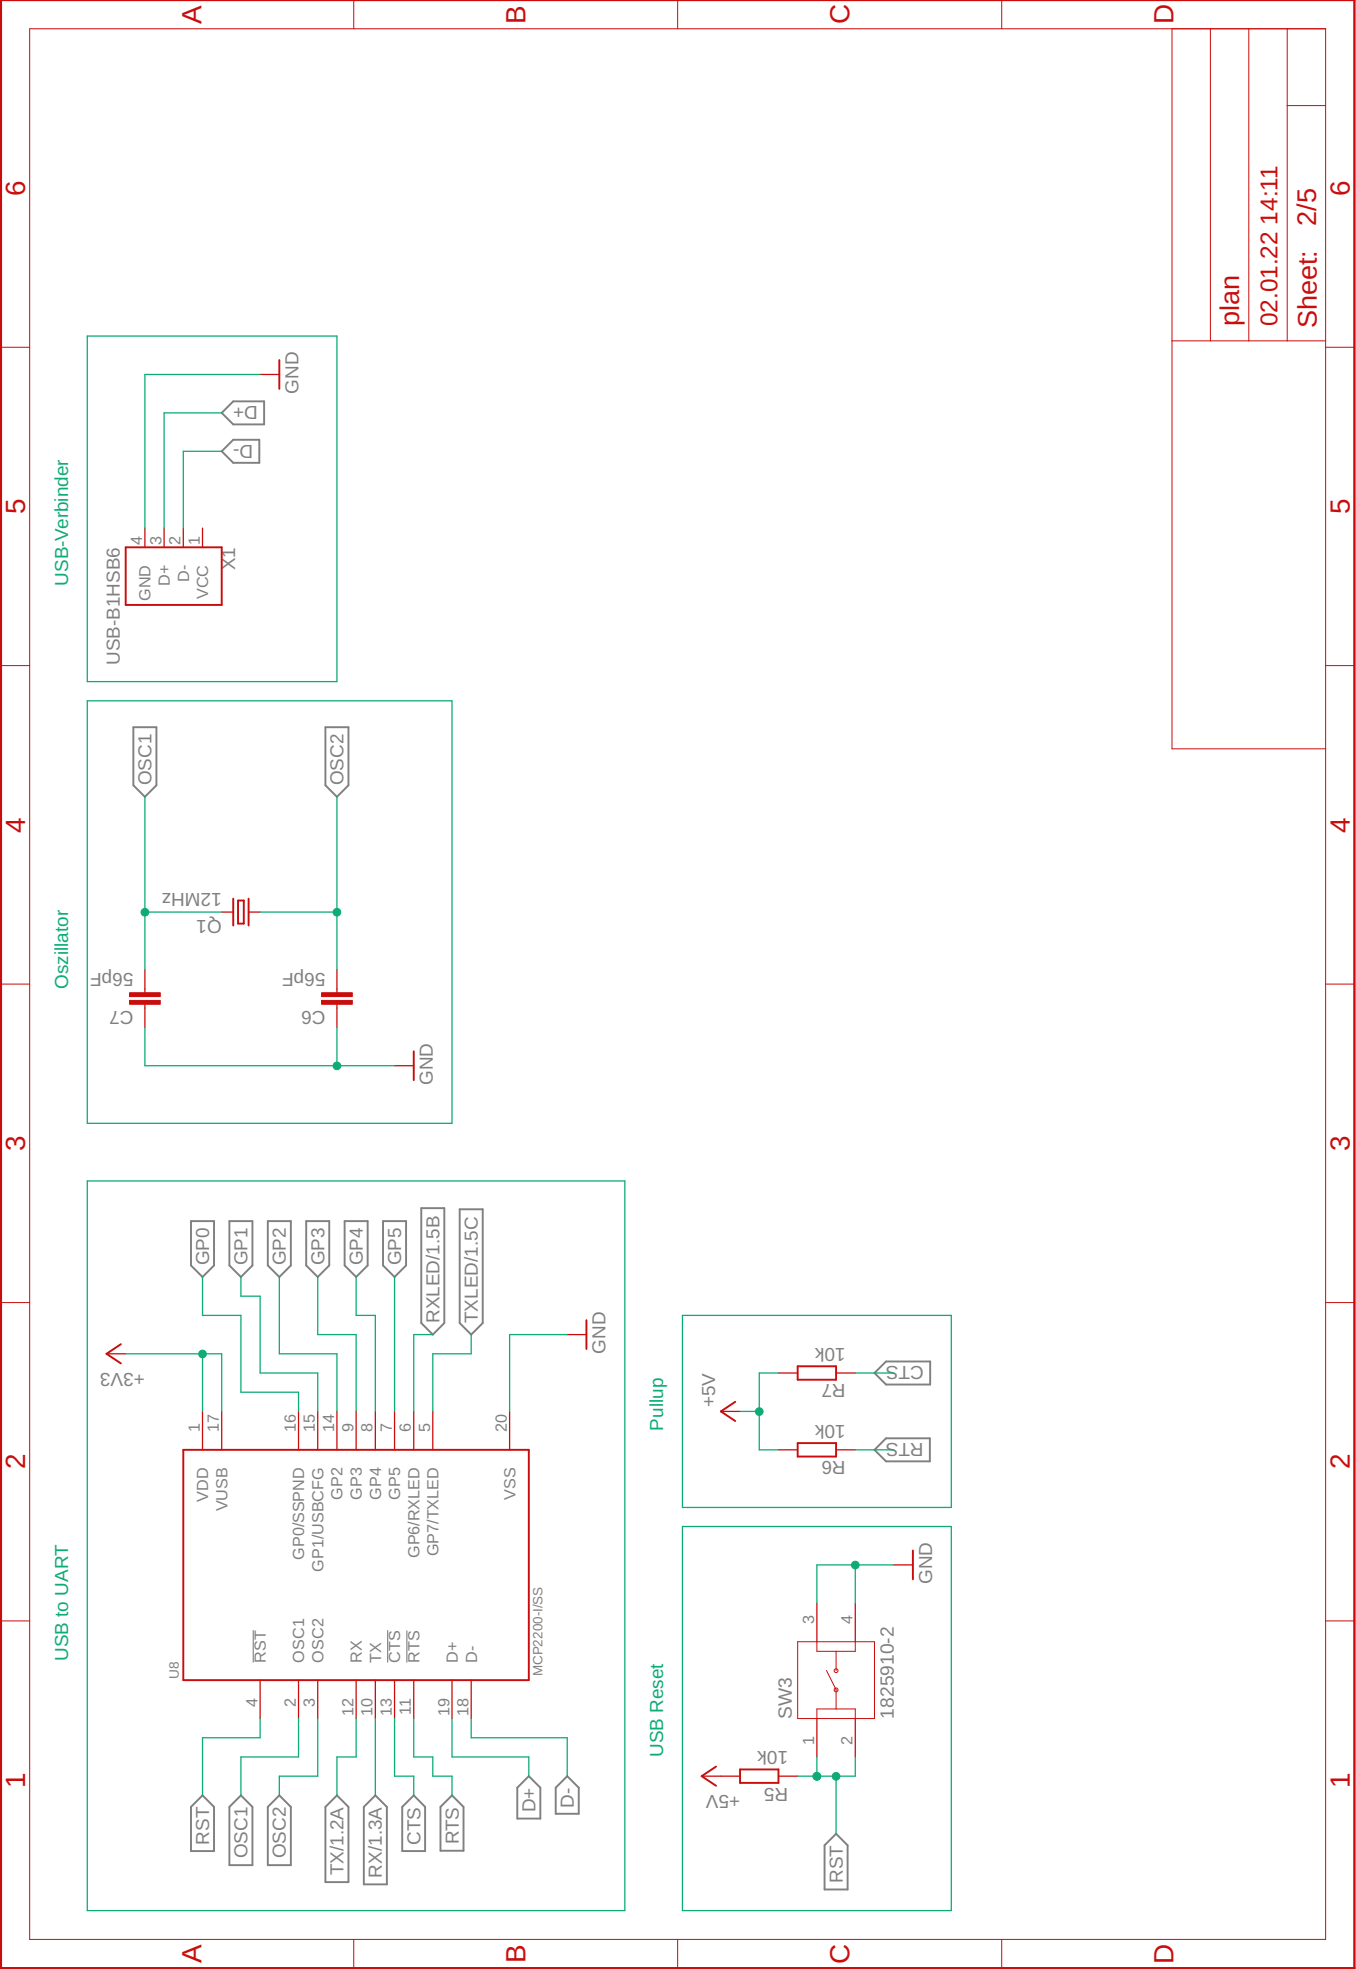 A
B
C
D
6
5
4
3
2
1
USB to UART
U8
MCP2200-I/SS
RST
OSC1
OSC2
TX/1.2A
RX/1.3A
CTS
RTS
D+
D-
4
2
3
12
10
13
11
19
18
RST
OSC1
OSC2
RX
TX
CTS
RTS
D+
D-
VDD
VUSB
GP0/SSPND
GP1/USBCFG
GP2
GP3
GP4
GP5
GP6/RXLED
GP7/TXLED
VSS
1
17
16
15
14
9
8
7
6
5
20
+3V3
GP0
GP1
GP2
GP3
GP4
GP5
RXLED/1.5B
TXLED/1.5C
GND
Oszillator
C7
56pF
C6
56pF
Q1
12MHz
OSC1
OSC2
GND
USB-Verbinder
USB-B1HSB6
GND
D+
D-
VCC
4
3
2
1
X1
D-
D+
GND
USB Reset
+5V
R5
10k
RST
SW3
1
2
3
4
1825910-2
GND
Pullup
+5V
R6
10k
R7
10k
RTS
CTS
plan
02.01.22 14:11
Sheet: 2/5
1
2
3
4
5
6
A
B
C
D